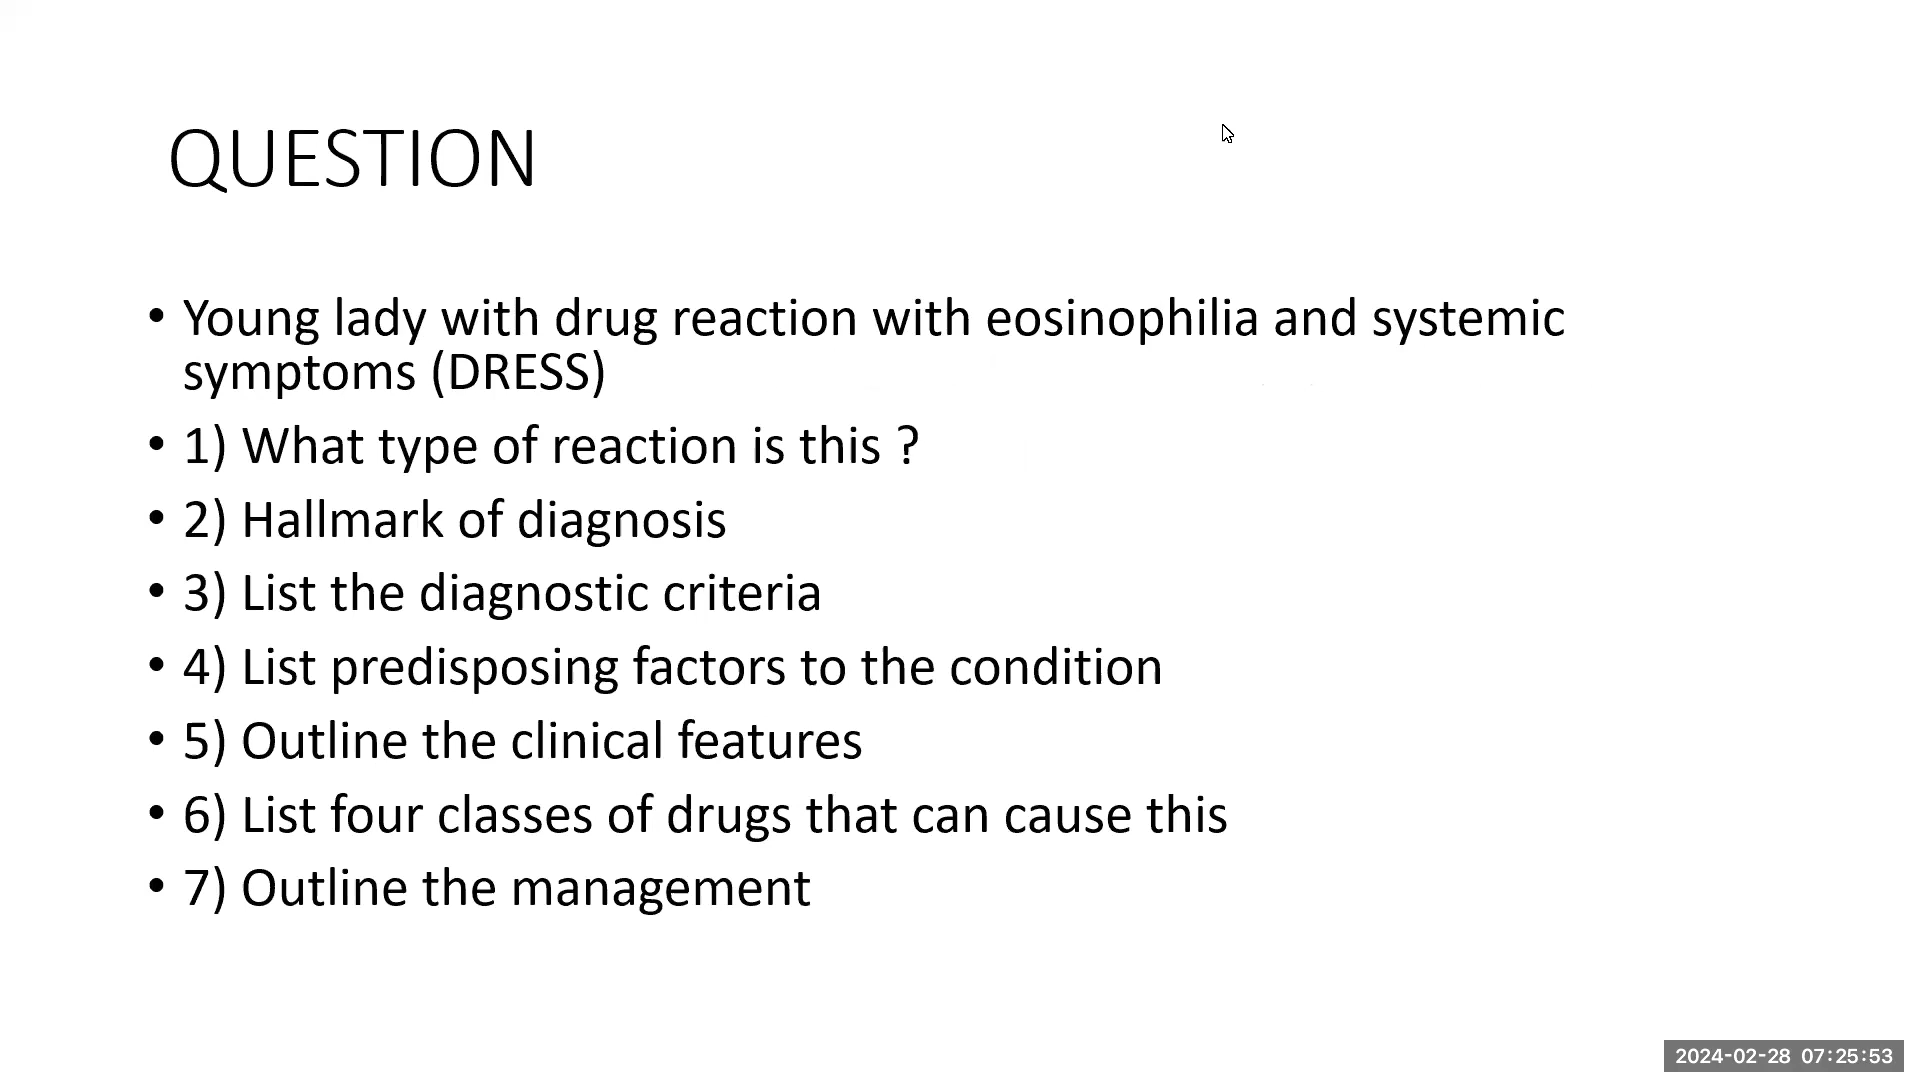 QUESTION
• Young lady with drug reaction with eosinophilia and systemic
symptoms (DRESS)
• 1) What type of reaction is this ?
• 2) Hallmark of diagnosis
• 3) List the diagnostic criteria
• 4) List predisposing factors to the condition
• 5) Outline the clinical features
• 6) List four classes of drugs that can cause this
• 7) Outline the management
2024-02-28 07:25:53